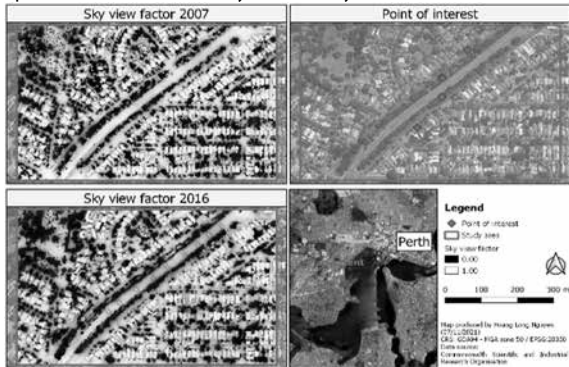 Sky view factor 2007
Point of interest
Sky view factor 2016
Perth
Legend
Point of interest
Study area
Sky view factor
0.00
1.00
0 100 200 300 m
Map produced by Hoang Long Nguyen
CRS: GDA94 - MGA zone 50 /
Data source:
Commonwealth Scientific and Industrial
Research Organisation